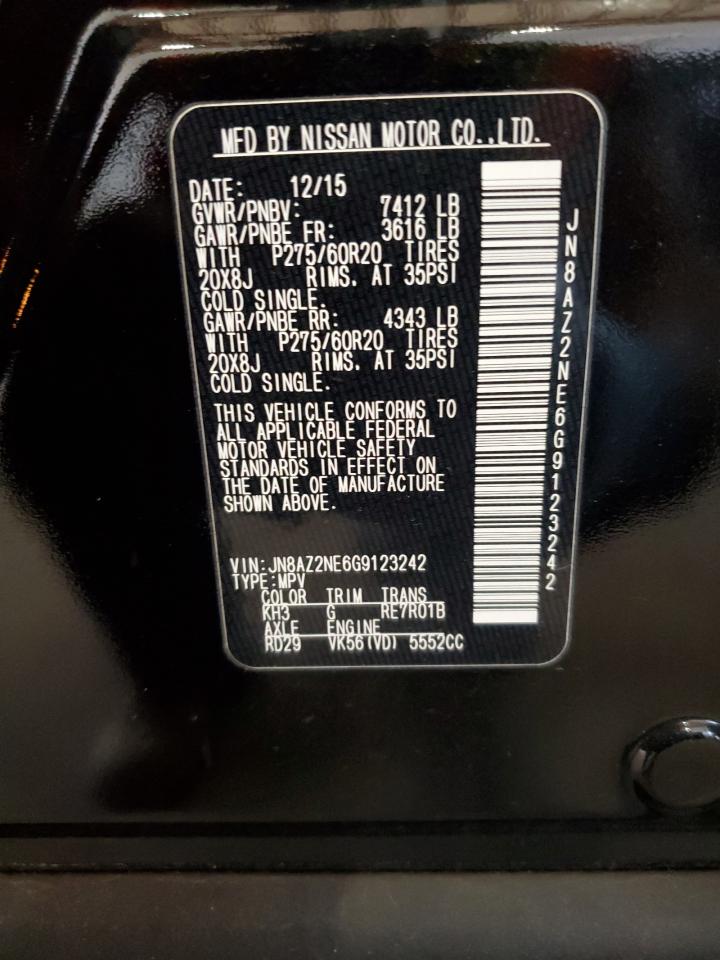 MFD BY NISSAN MOTOR CO.,LTD.
DATE: 12/15
GVWR/PNBV: 7412 LB
GAWR/PNBE FR: 3616 LB
WITH P275/60R20 TIRES
20X8J RIMS. AT 35PSI
COLD SINGLE.
GAWR/PNBE RR: 4343 LB
WITH P275/60R20 TIRES
20X8J RIMS. AT 35PSI
COLD SINGLE.
THIS VEHICLE CONFORMS TO
ALL APPLICABLE FEDERAL
MOTOR VEHICLE SAFETY
STANDARDS IN EFFECT ON
THE DATE OF MANUFACTURE
SHOWN ABOVE.
VIN:JN8AZ2NE6G9123242
TYPE:MPV
COLOR TRIM TRANS
KH3 G RE7R01B
AXLE ENGINE
RD29 VK56(VD) 5552CC
JN8AZ2NE6G9123242